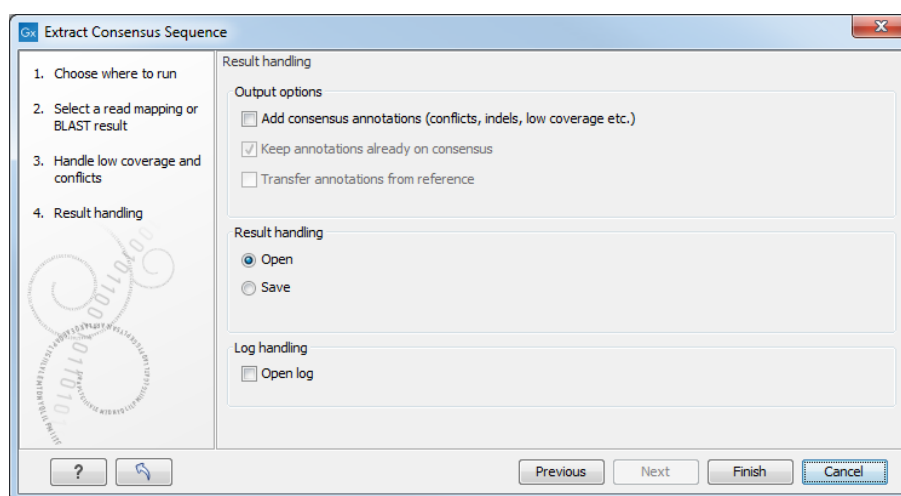 Gx Extract Consensus Sequence
1. Choose where to run
2. Select a read mapping or
BLAST result
3. Handle low coverage and
conflicts
4. Result handling
Result handling
Output options
Add consensus annotations (conflicts, indels, low coverage etc.)
Keep annotations already on consensus
Transfer annotations from reference
Result handling
Open
Save
Log handling
Open log
?
Previous
Next
Finish
Cancel